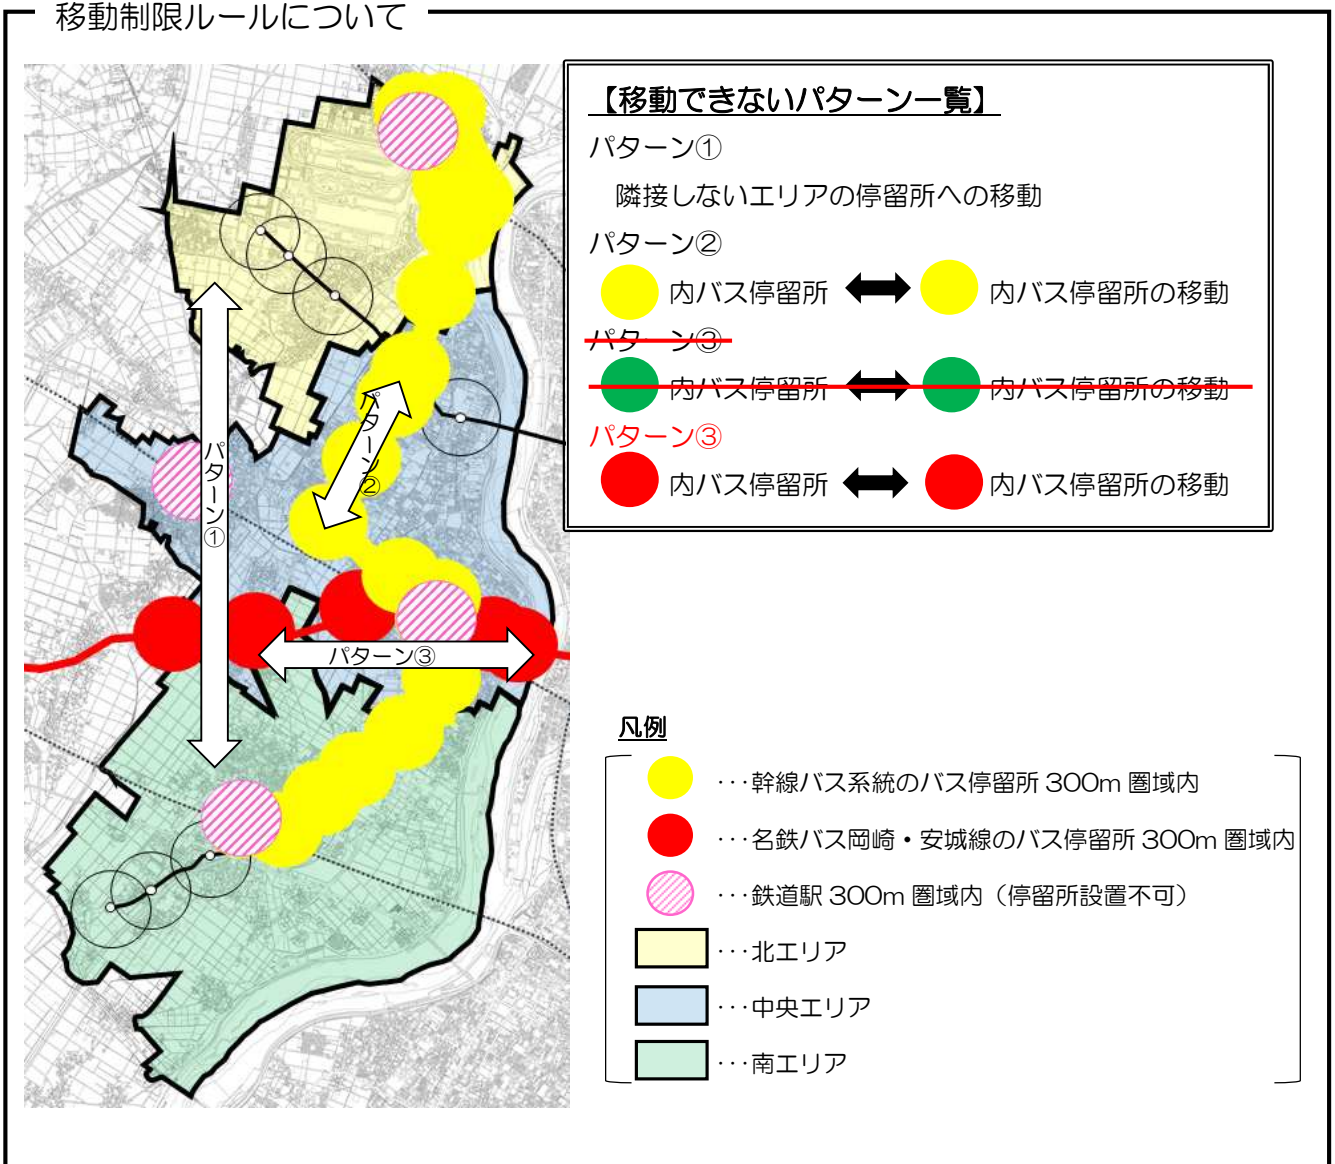 移動制限ルールについて
【移動できないパターン一覧】
パターン①
隣接しないエリアの停留所への移動
パターン②
内バス停留所 内バス停留所の移動
パターン③
内バス停留所 内バス停留所の移動
パターン③
内バス停留所 内バス停留所の移動
パターン①
パターン②
パターン③
凡例
･･･幹線バス系統のバス停留所 300m 圏域内
･･･名鉄バス岡崎・安城線のバス停留所 300m 圏域内
･･･鉄道駅 300m 圏域内（停留所設置不可）
･･･北エリア
･･･中央エリア
･･･南エリア